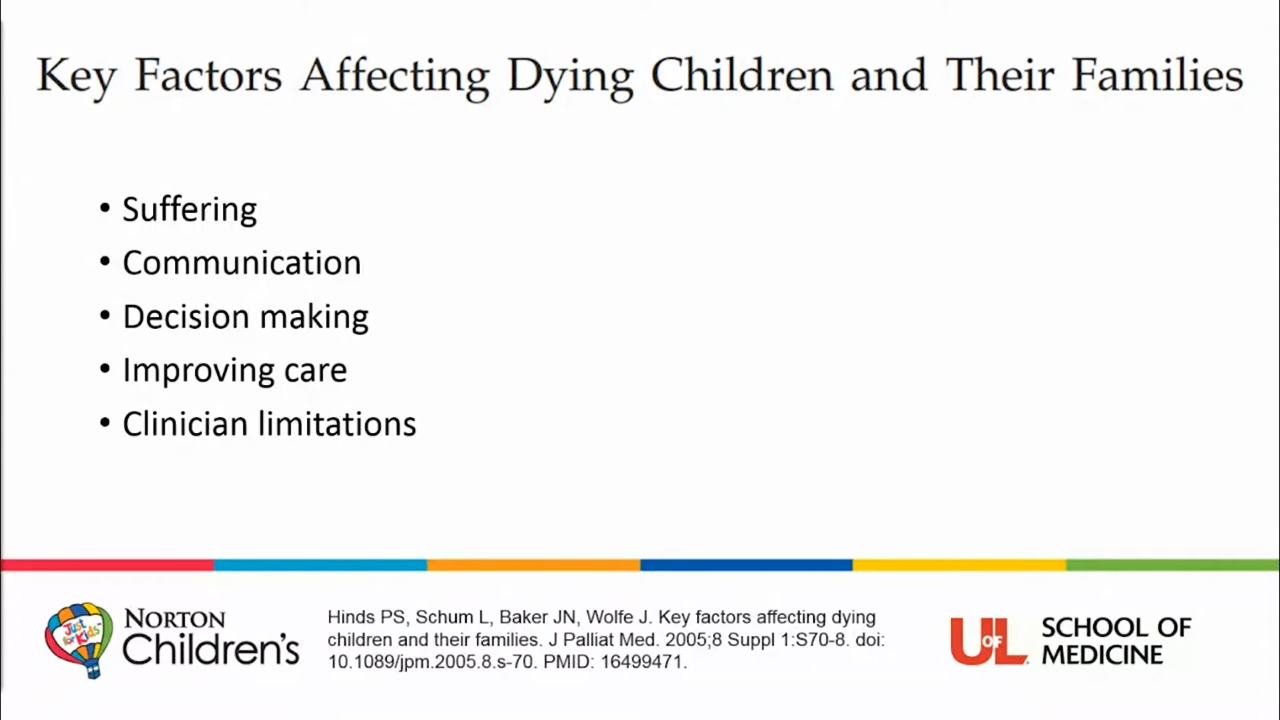 Key Factors Affecting Dying Children and Their Families
• Suffering
• Communication
• Decision making
• Improving care
• Clinician limitations
Just for Kids™
NORTON
Children's
Hinds PS, Schum L, Baker JN, Wolfe J. Key factors affecting dying
children and their families. J Palliat Med. 2005;8 Suppl 1:S70-8. doi:
10.1089/jpm.2005.8.s-70. PMID: 16499471.
UOFL
SCHOOL OF
MEDICINE